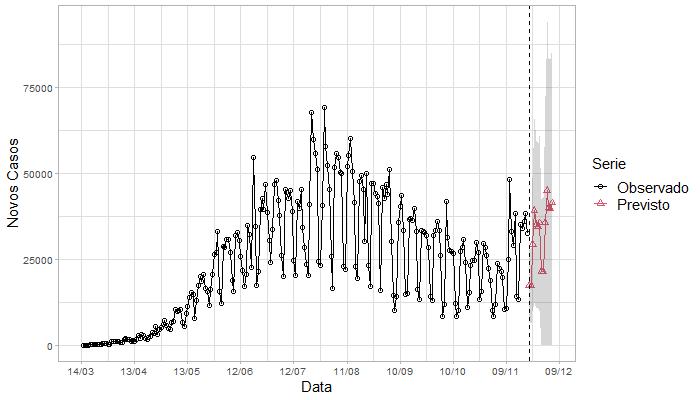 Novos Casos
75000
50000
25000
0
14/03 13/04 13/05 12/06 12/07 11/08 10/09 10/10 09/11 09/12
Data
Serie
Observado
Previsto